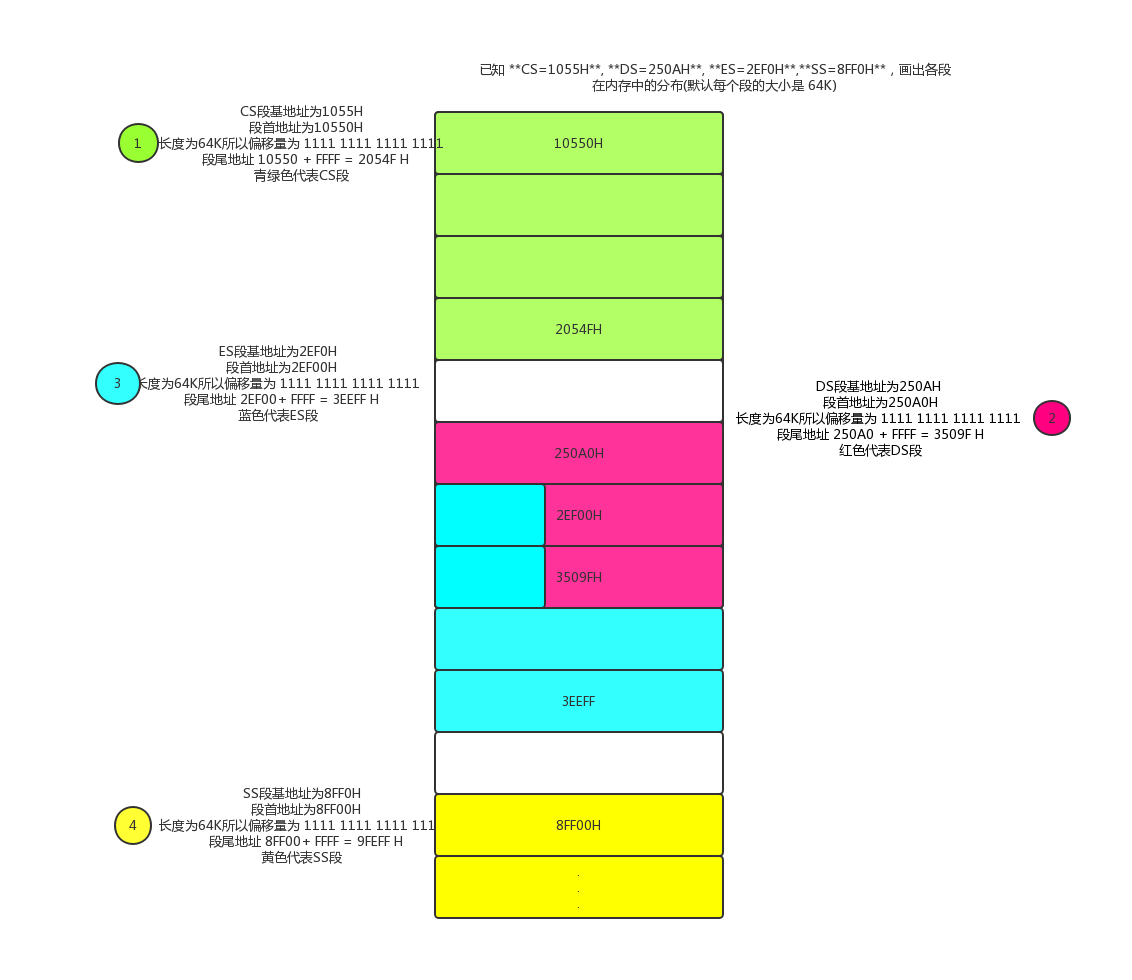 已知 **CS=1055H**, **DS=250AH**, **ES=2EF0H**,**SS=8FF0H** , 画出各段
在内存中的分布(默认每个段的大小是 64K)
CS段基地址为1055H
段首地址为10550H
1
长度为64K所以偏移量为 1111 1111 1111 1111
段尾地址 10550 + FFFF = 2054F H
青绿色代表CS段
10550H
2054FH
ES段基地址为2EF0H
段首地址为2EF00H
3
长度为64K所以偏移量为 1111 1111 1111 1111
段尾地址 2EF00+ FFFF = 3EEFF H
蓝色代表ES段
DS段基地址为250AH
段首地址为250A0H
长度为64K所以偏移量为 1111 1111 1111 1111
2
段尾地址 250A0 + FFFF = 3509F H
红色代表DS段
250A0H
2EF00H
3509FH
3EEFF
SS段基地址为8FF0H
段首地址为8FF00H
4
长度为64K所以偏移量为 1111 1111 1111 111
段尾地址 8FF00+ FFFF = 9FEFF H
黄色代表SS段
8FF00H
.
.
.